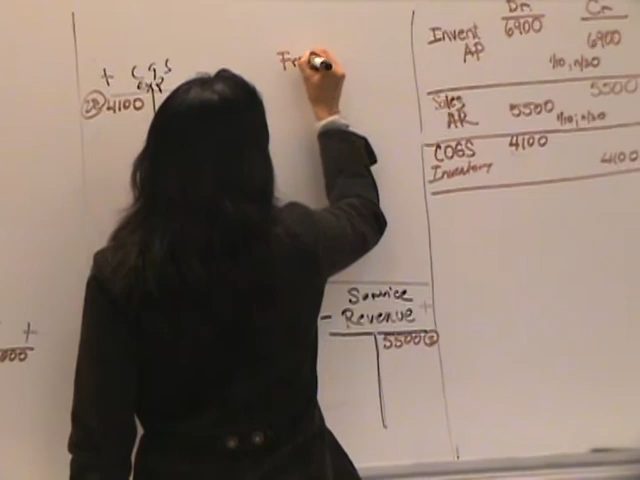 + CGS
Exp
4100
+
Fr
- Service +
Revenue
5500
Dr Cr
Invent 6900
AP 6900
1/10, n/30
Sales 5500
AR 5500
1/10, n/30
COGS 4100
Inventory 4100